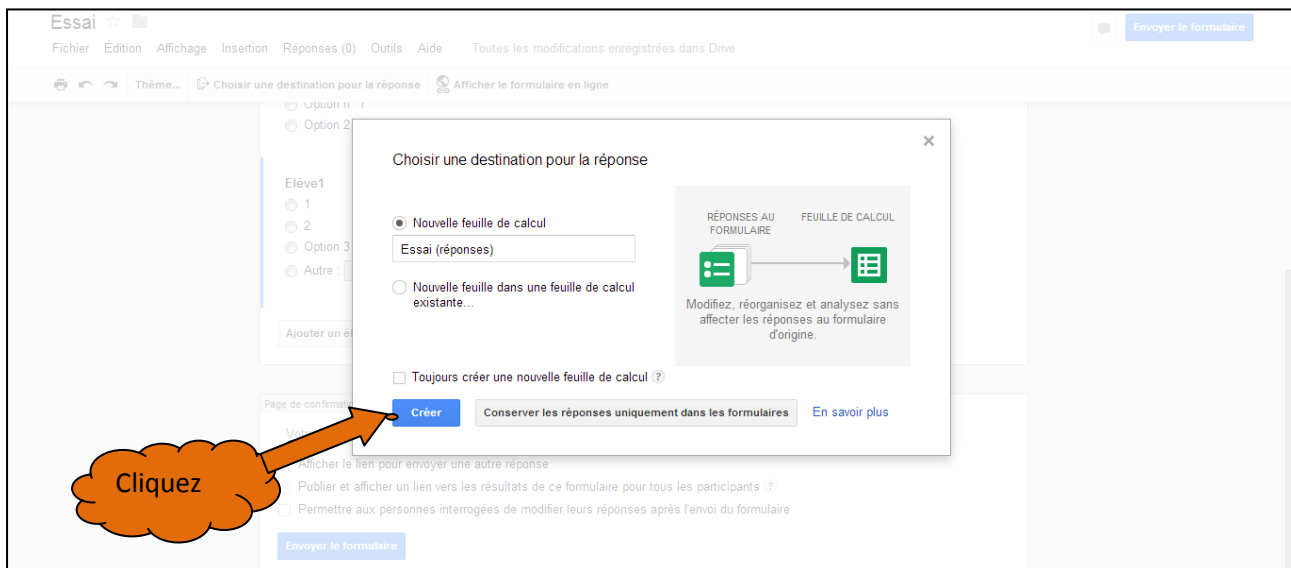 Essai
Envoyer le formulaire
Fichier Édition Affichage Insertion Réponses (0) Outils Aide Toutes les modifications enregistrées dans Drive
Thème... Choisir une destination pour la réponse Afficher le formulaire en ligne
Option n° 1
Option 2
Choisir une destination pour la réponse
Elève1
1
2
Option 3
Autre :
Nouvelle feuille de calcul
Essai (réponses)
Nouvelle feuille dans une feuille de calcul
existante...
RÉPONSES AU
FORMULAIRE
FEUILLE DE CALCUL
Modifiez, réorganisez et analysez sans
affecter les réponses au formulaire
d'origine.
Ajouter un él
Toujours créer une nouvelle feuille de calcul ?
Page de confirmati
Créer Conserver les réponses uniquement dans les formulaires En savoir plus
Cliquez
Afficher le lien pour envoyer une autre réponse
Publier et afficher un lien vers les résultats de ce formulaire pour tous les participants ?
Permettre aux personnes interrogées de modifier leurs réponses après l'envoi du formulaire
Envoyer le formulaire